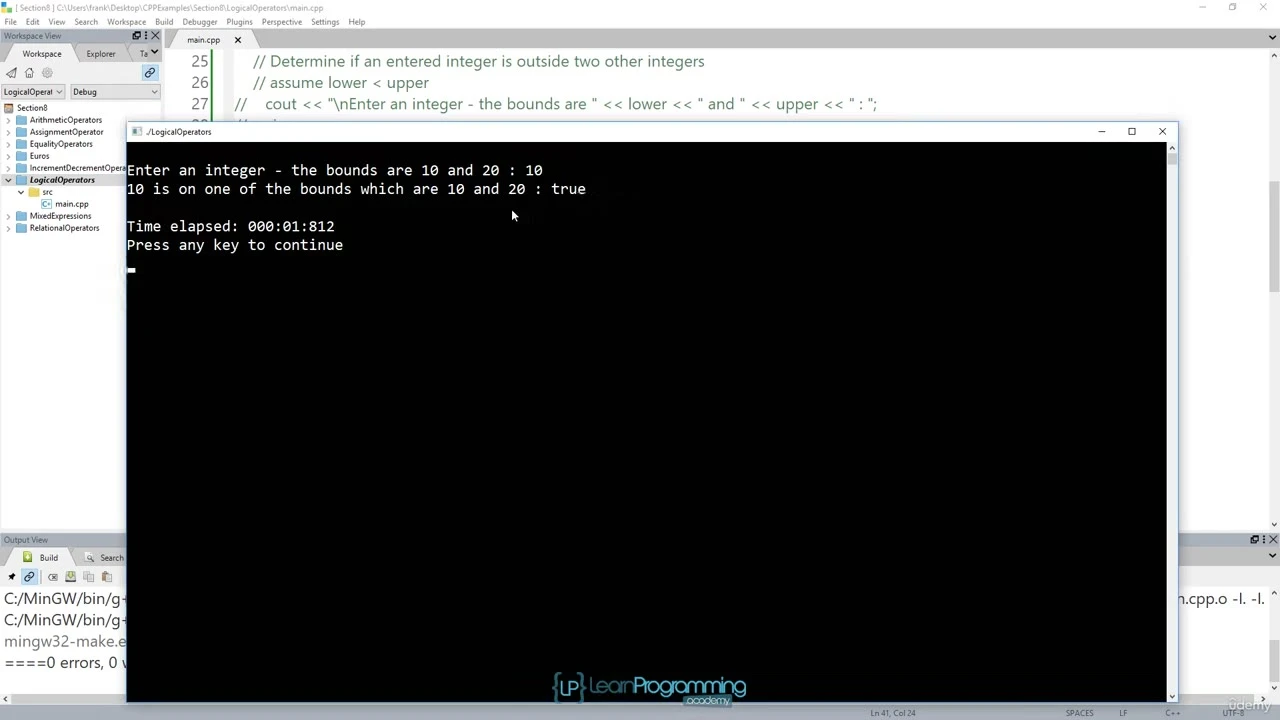 [ Section8 ] C:\Users\frank\Desktop\CPPExamples\Section8\LogicalOperators\main.cpp
File Edit View Search Workspace Build Debugger Plugins Perspective Settings Help
Workspace View
main.cpp
Workspace Explorer Ta
LogicalOperat Debug
Section8
ArithmeticOperators
AssignmentOperator
EqualityOperators
Euros
IncrementDecrementOpera
LogicalOperators
src
main.cpp
MixedExpressions
RelationalOperators
25 // Determine if an entered integer is outside two other integers
26 // assume lower < upper
27 // cout << "\nEnter an integer - the bounds are " << lower << " and " << upper << " : ";
./LogicalOperators
Enter an integer - the bounds are 10 and 20 : 10
10 is on one of the bounds which are 10 and 20 : true
Time elapsed: 000:01:812
Press any key to continue
Output View
Build Search
C:/MinGW/bin/g+
n.cpp.o -I. -I.
C:/MinGW/bin/g+
mingw32-make.e
====0 errors, 0 w
{LP} LearnProgramming
academy
Ln 41, Col 24 SPACES LF C++ UTF-8
udemy